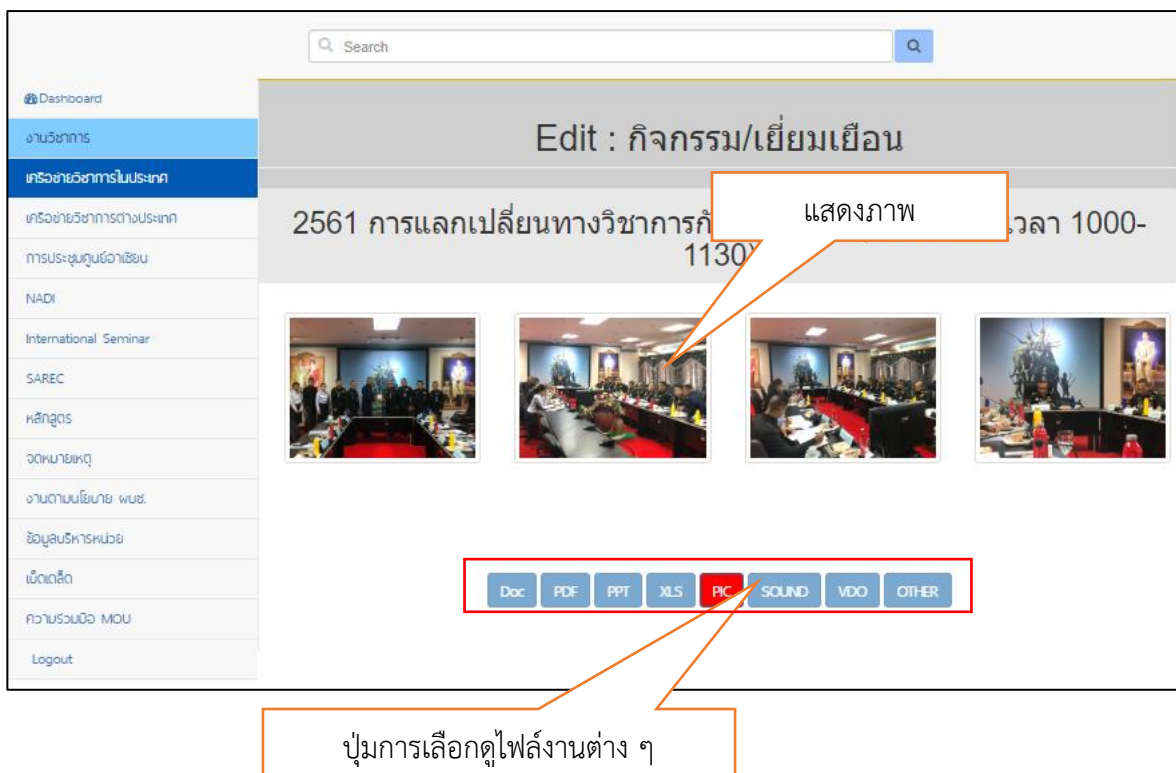 Search
Dashboard
งานวิชาการ
เครือข่ายวิชาการในประเทศ
เครือข่ายวิชาการต่างประเทศ
การประชุมศูนย์อาเซียน
NADI
International Seminar
SAREC
หลักสูตร
จดหมายเหตุ
งานตามนโยบาย ผบช.
ข้อมูลบริหารหน่วย
เบ็ดเตล็ด
ความร่วมมือ MOU
Logout
Edit : กิจกรรม/เยี่ยมเยือน
แสดงภาพ
2561 การแลกเปลี่ยนทางวิชาการกั วลา 1000-
1130)
Doc PDF PPT XLS PIC SOUND VDO OTHER
ปุ่มการเลือกดูไฟล์งานต่าง ๆ